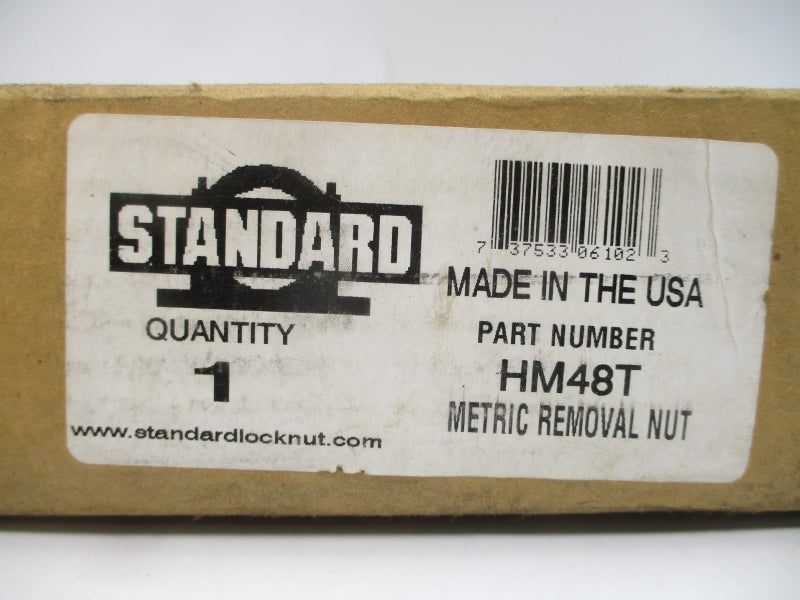 STANDARD
QUANTITY
1
www.standardlocknut.com
7 37533 06102 3
MADE IN THE USA
PART NUMBER
HM48T
METRIC REMOVAL NUT